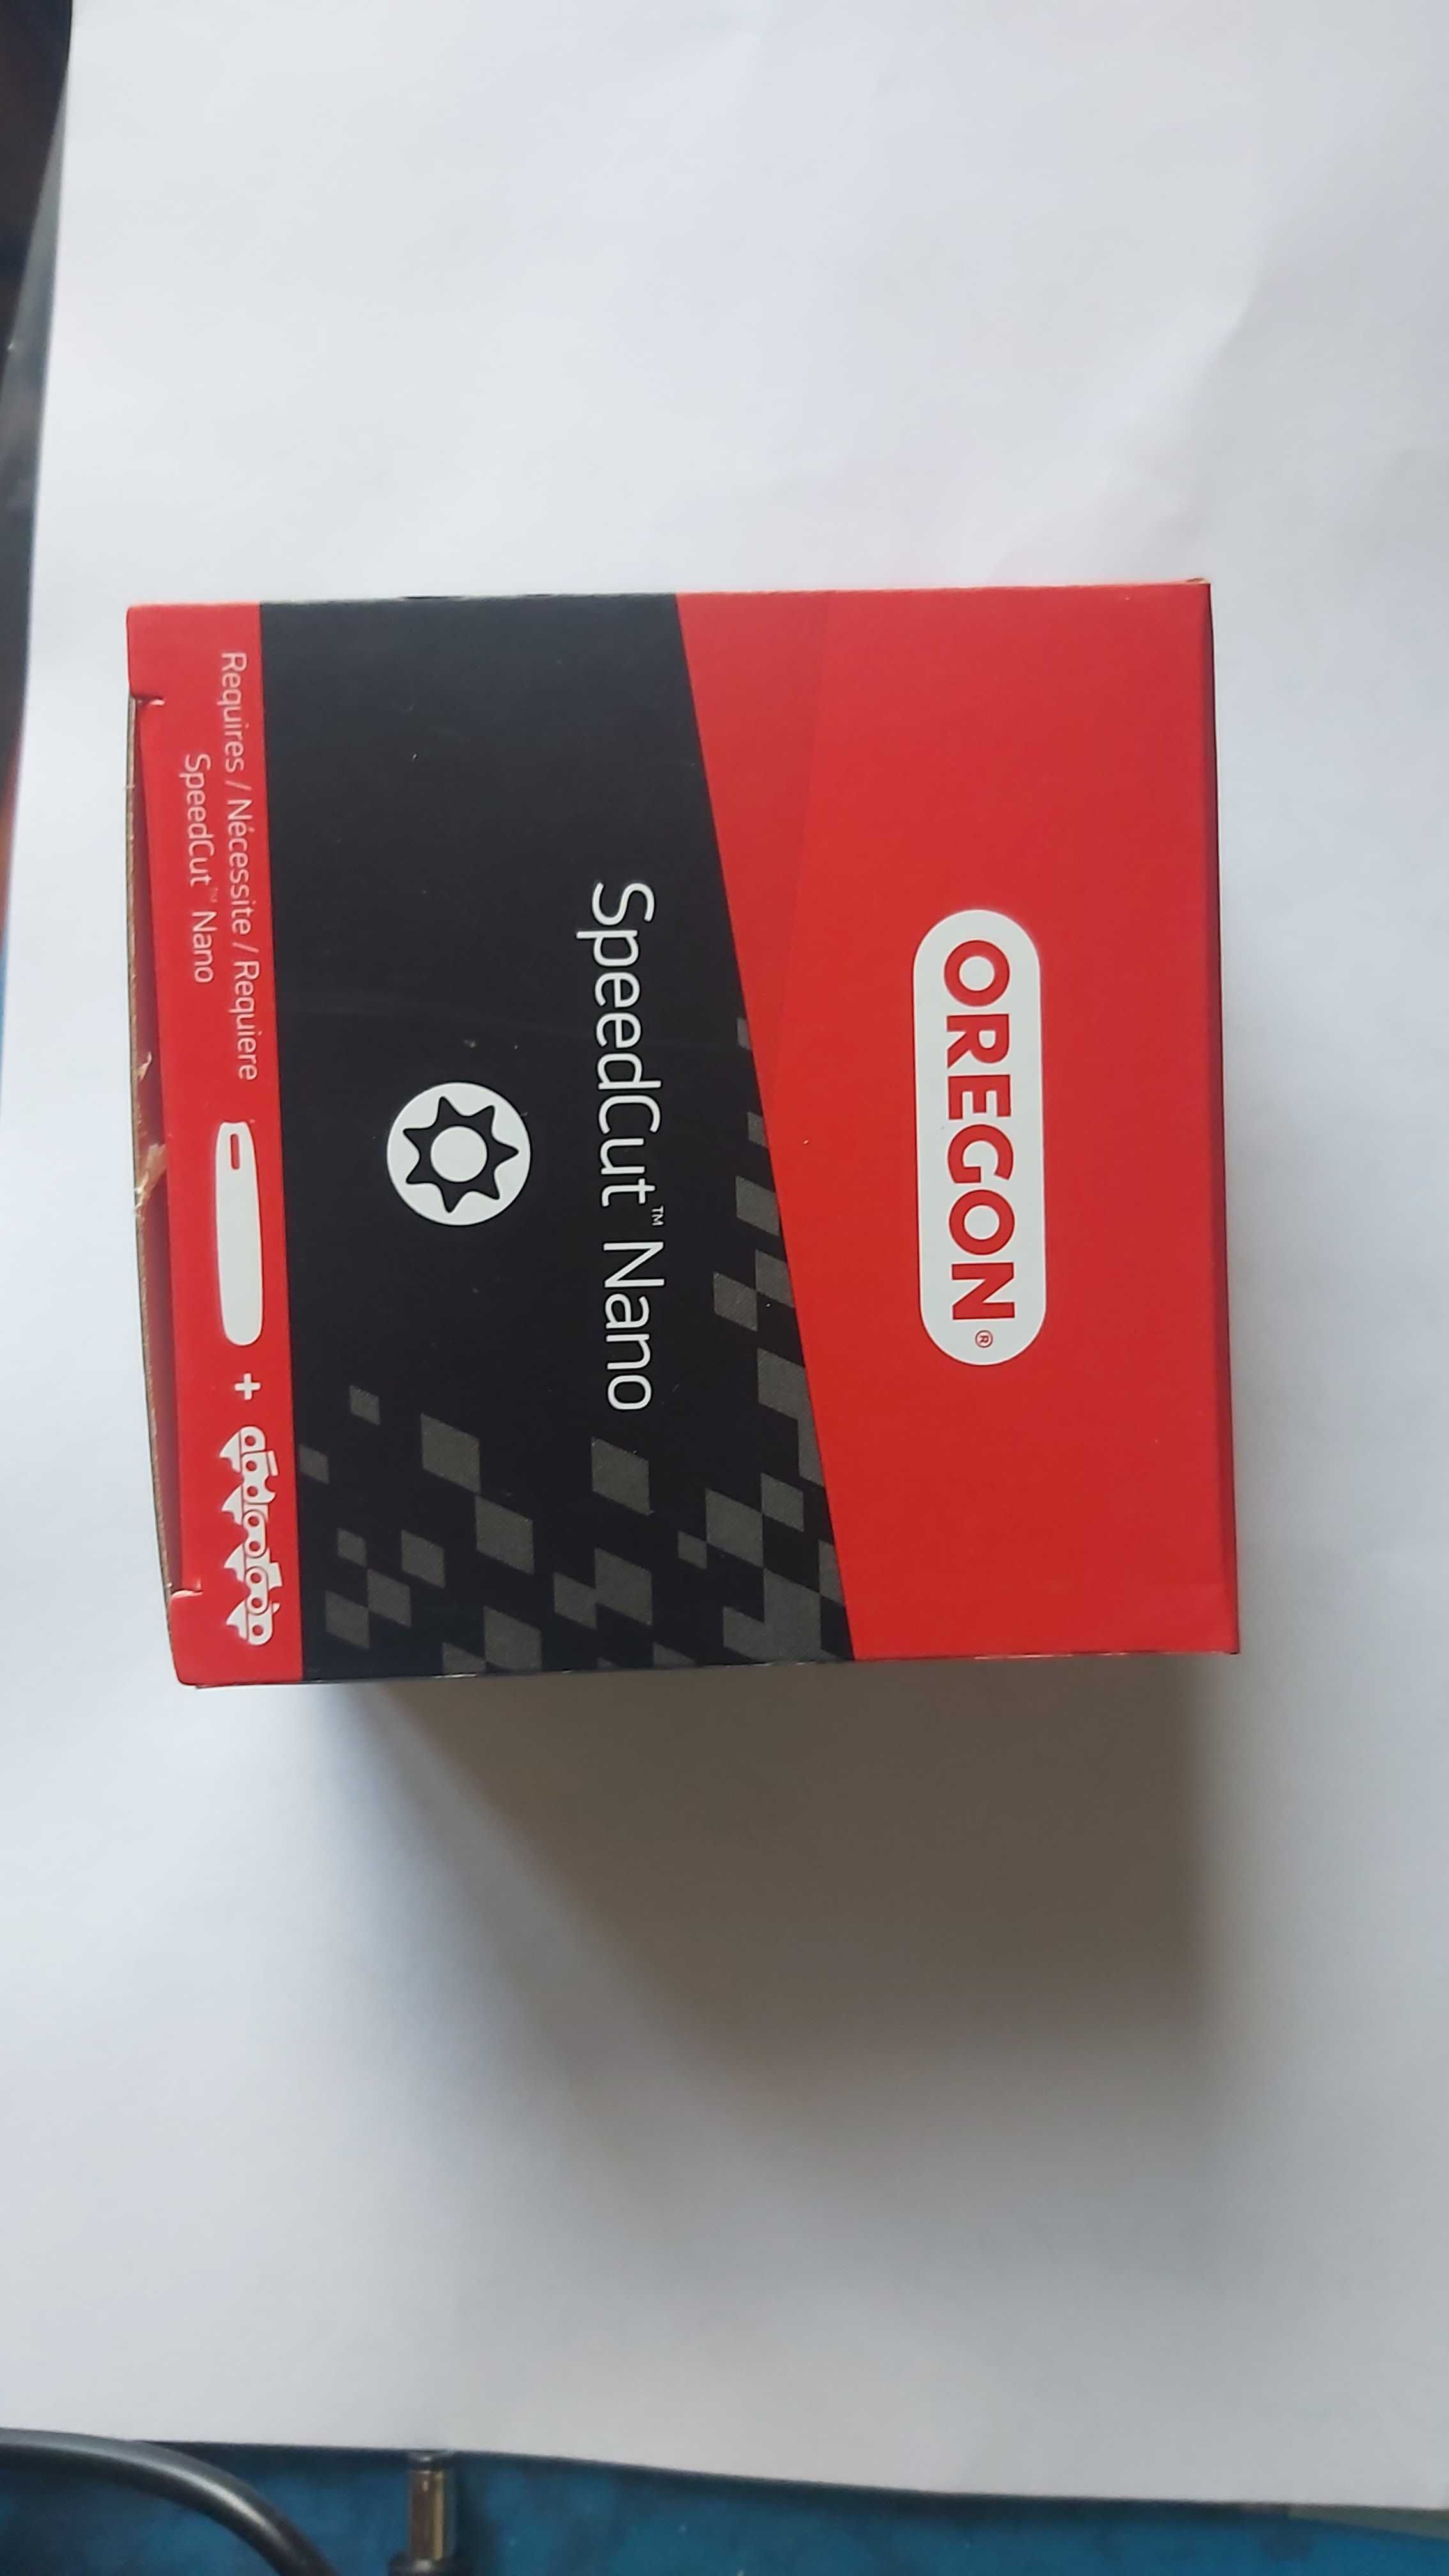 OREGON®
SpeedCut™ Nano
Requires / Nécessite / Requiere
SpeedCut™ Nano
+